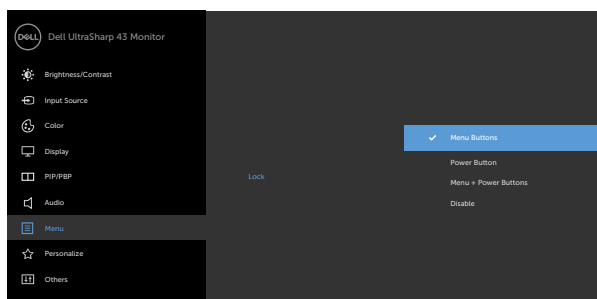 DELL
Dell UltraSharp 43 Monitor
Brightness/Contrast
Input Source
Color
Display
PIP/PBP
Audio
Menu
Personalize
Others
Lock
Menu Buttons
Power Button
Menu + Power Buttons
Disable